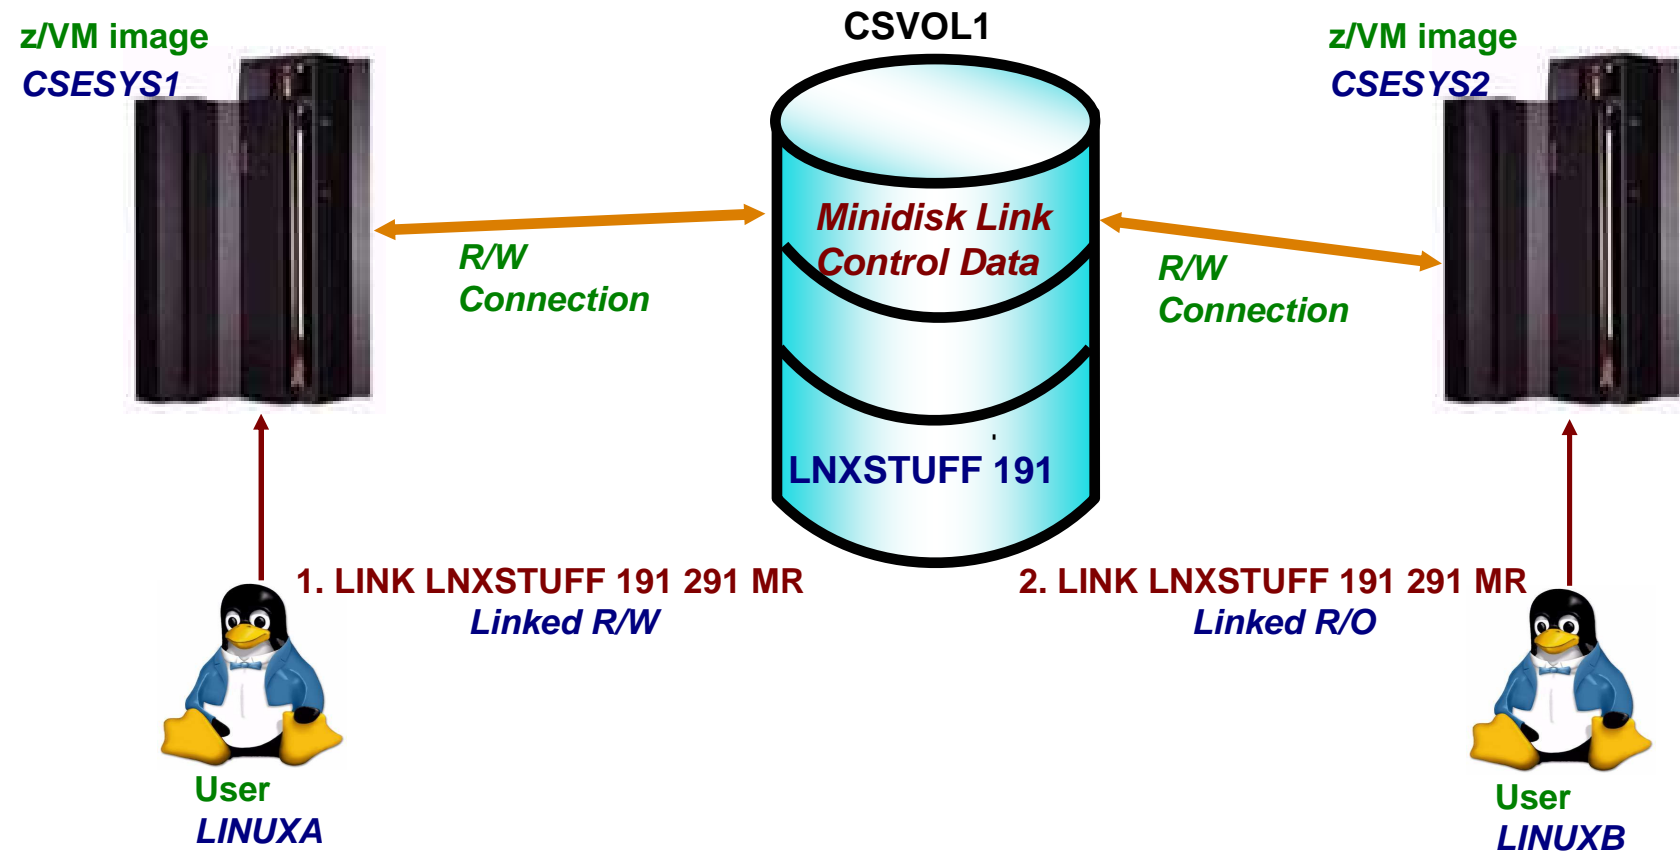 z/VM image
CSESYS1
CSVOL1
z/VM image
CSESYS2
Minidisk Link
Control Data
R/W
Connection
R/W
Connection
LNXSTUFF 191
1. LINK LNXSTUFF 191 291 MR
Linked R/W
2. LINK LNXSTUFF 191 291 MR
Linked R/O
User
LINUXA
User
LINUXB